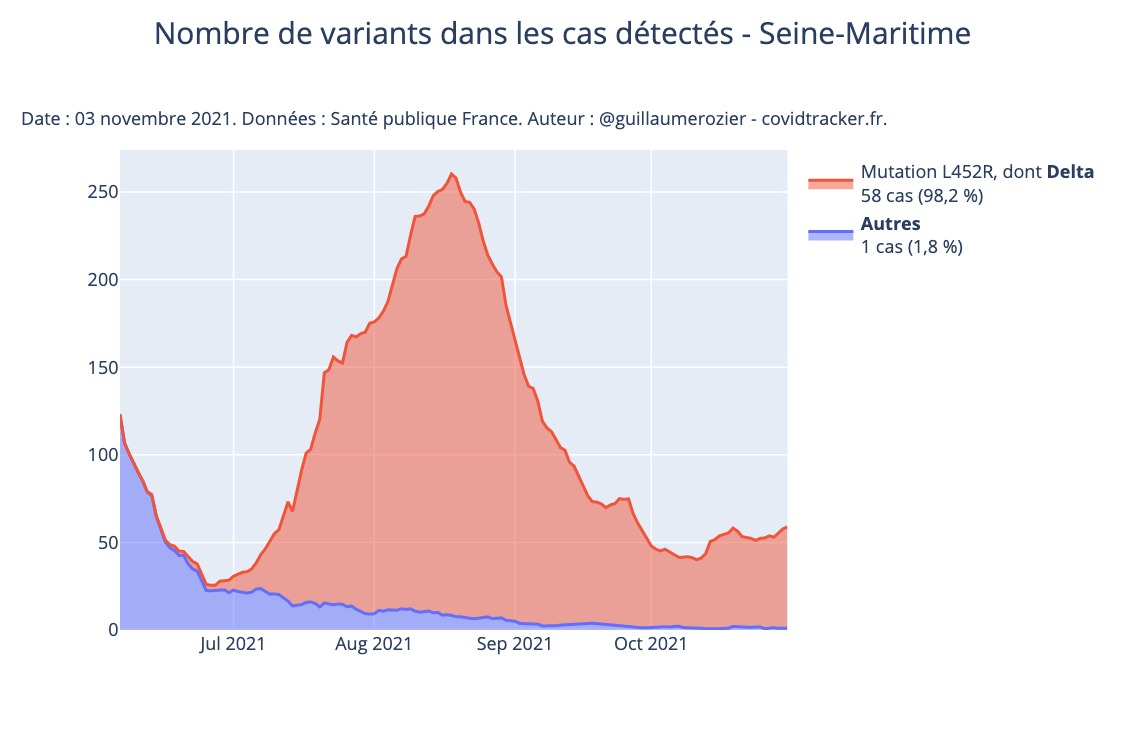 Nombre de variants dans les cas détectés - Seine-Maritime
Date : 03 novembre 2021. Données : Santé publique France. Auteur : @guillaumerozier - covidtracker.fr.
Mutation L452R, dont Delta
58 cas (98,2 %)
Autres
1 cas (1,8 %)
250
200
150
100
50
0
Jul 2021
Aug 2021
Sep 2021
Oct 2021